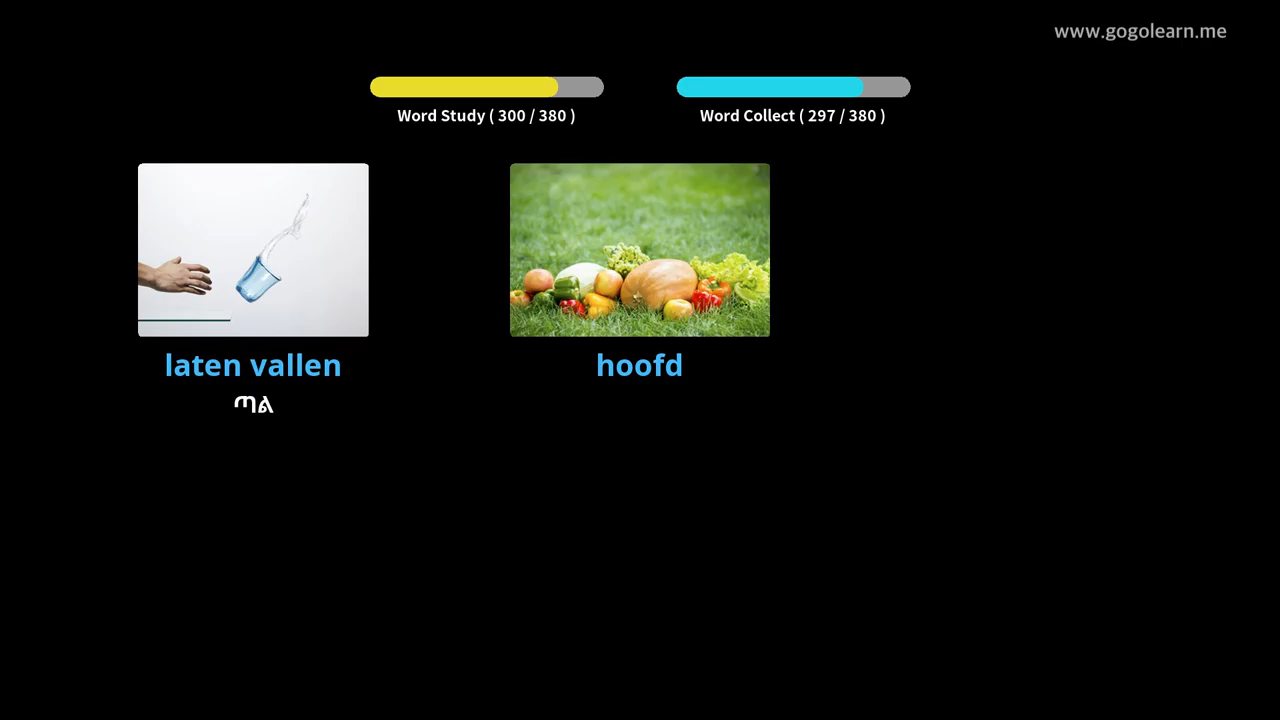 www.gogolearn.me
Word Study ( 300 / 380 )
Word Collect ( 297 / 380 )
laten vallen
ጣል
hoofd